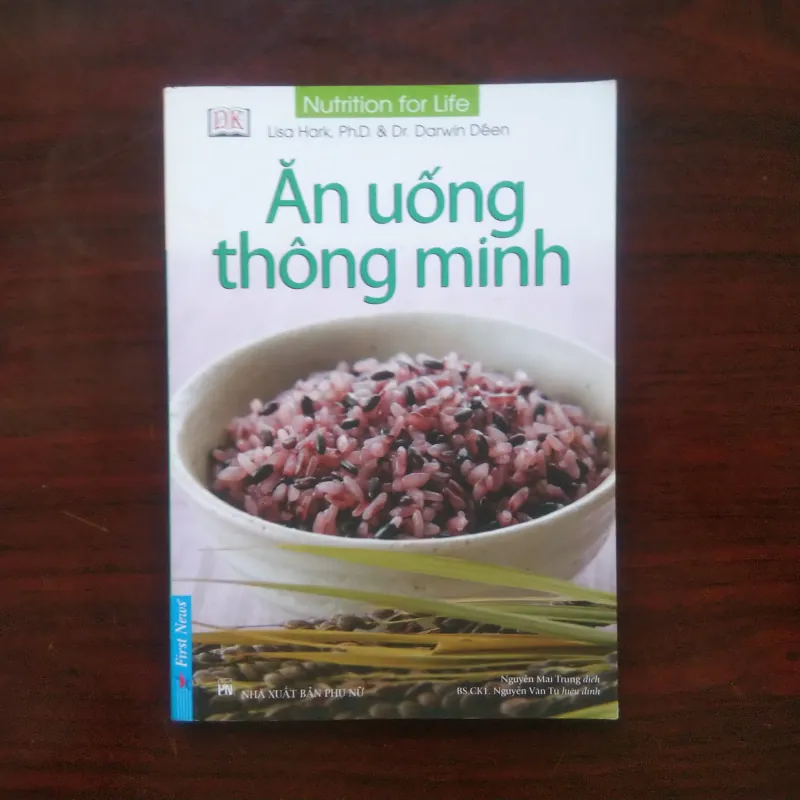 Nutrition for Life
DK
Lisa Hark, Ph.D. & Dr. Darwin Dêen
Ăn uống
thông minh
First News
Nguyễn Mai Trung dịch
BS.CK1. Nguyễn Văn Tú hiệu đính
PN
NHÀ XUẤT BẢN PHỤ NỮ